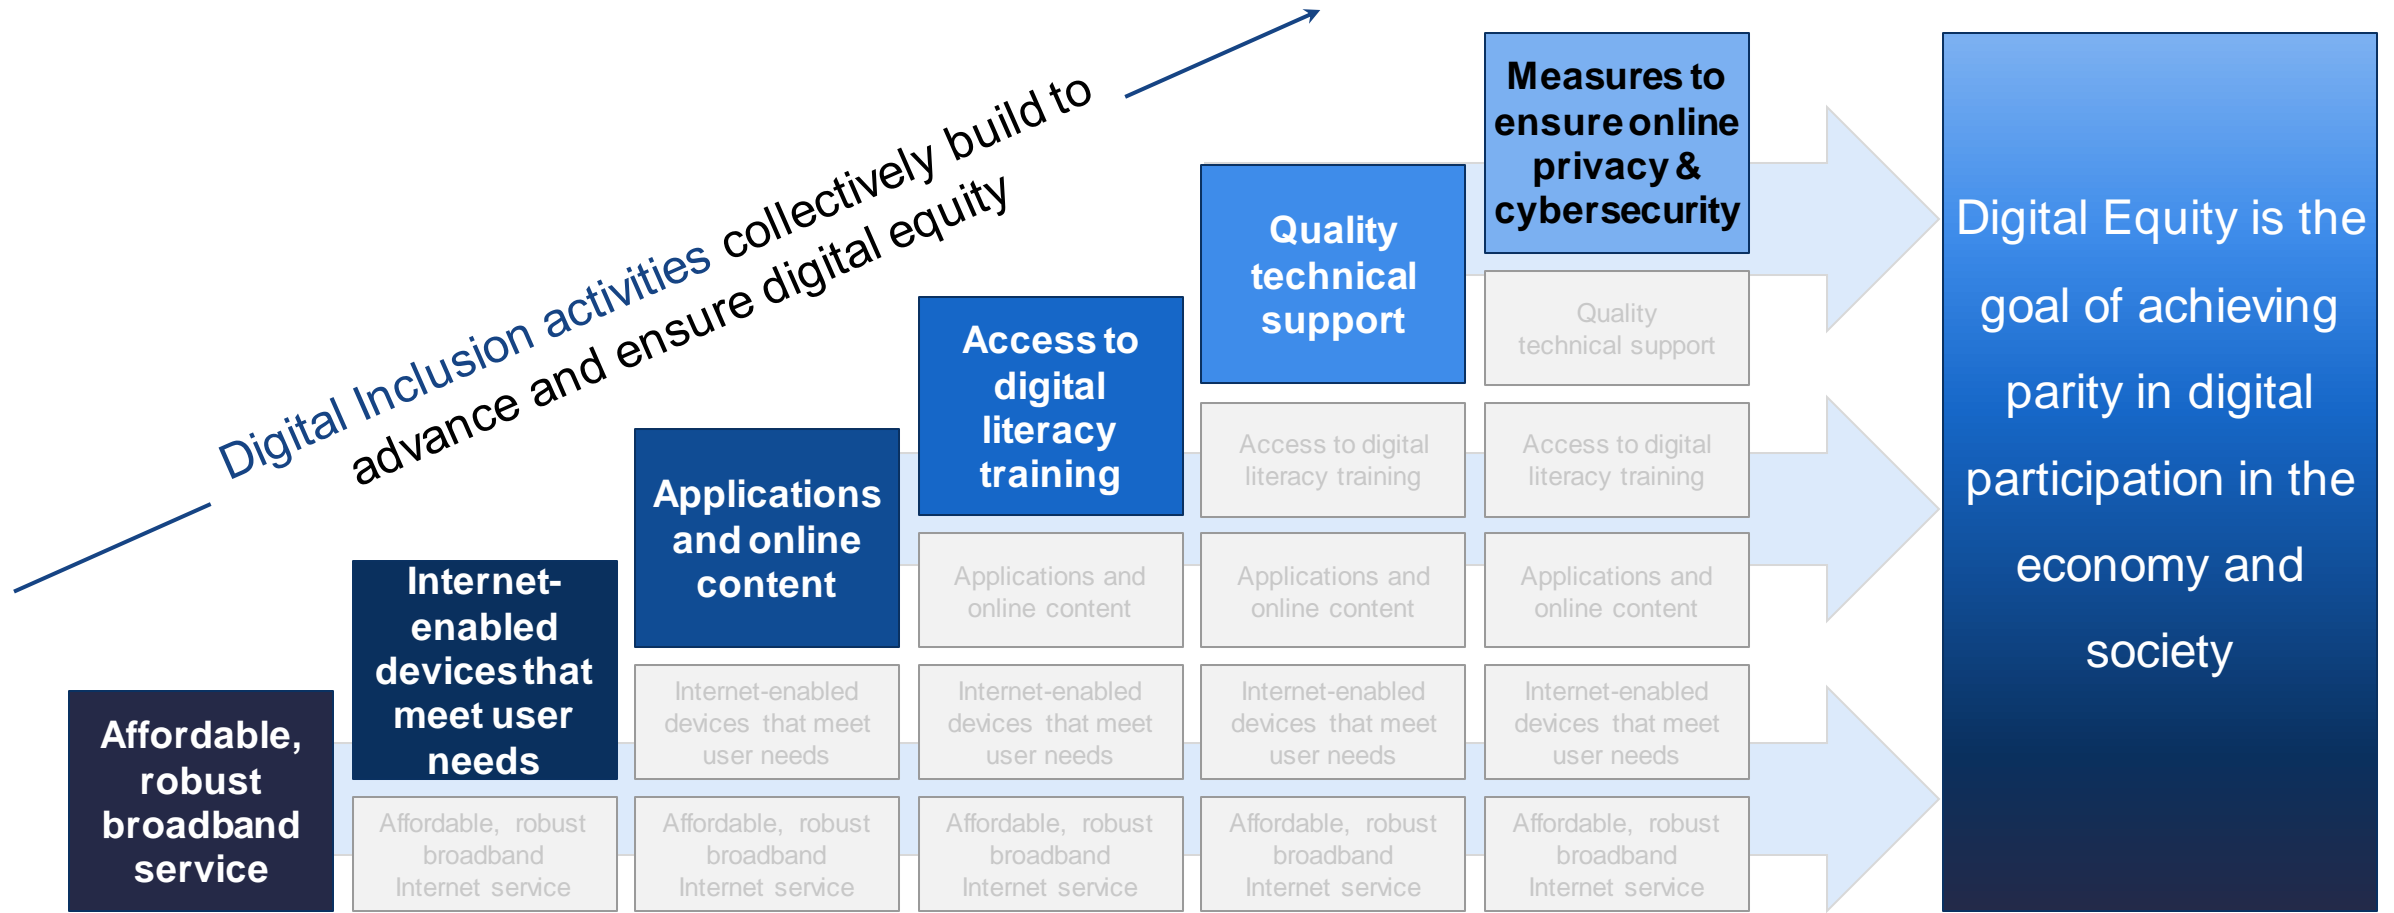 Digital Inclusion activities collectively build to
advance and ensure digital equity
Affordable,
robust
broadband
service
Internet-
enabled
devices that
meet user
needs
Affordable, robust
broadband
Internet service
Applications
and online
content
Internet-enabled
devices that meet
user needs
Affordable, robust
broadband
Internet service
Access to
digital
literacy
training
Applications and
online content
Internet-enabled
devices that meet
user needs
Affordable, robust
broadband
Internet service
Quality
technical
support
Access to digital
literacy training
Applications and
online content
Internet-enabled
devices that meet
user needs
Affordable, robust
broadband
Internet service
Measures to
ensure online
privacy &
cybersecurity
Quality
technical support
Access to digital
literacy training
Applications and
online content
Internet-enabled
devices that meet
user needs
Affordable, robust
broadband
Internet service
Digital Equity is the
goal of achieving
parity in digital
participation in the
economy and
society